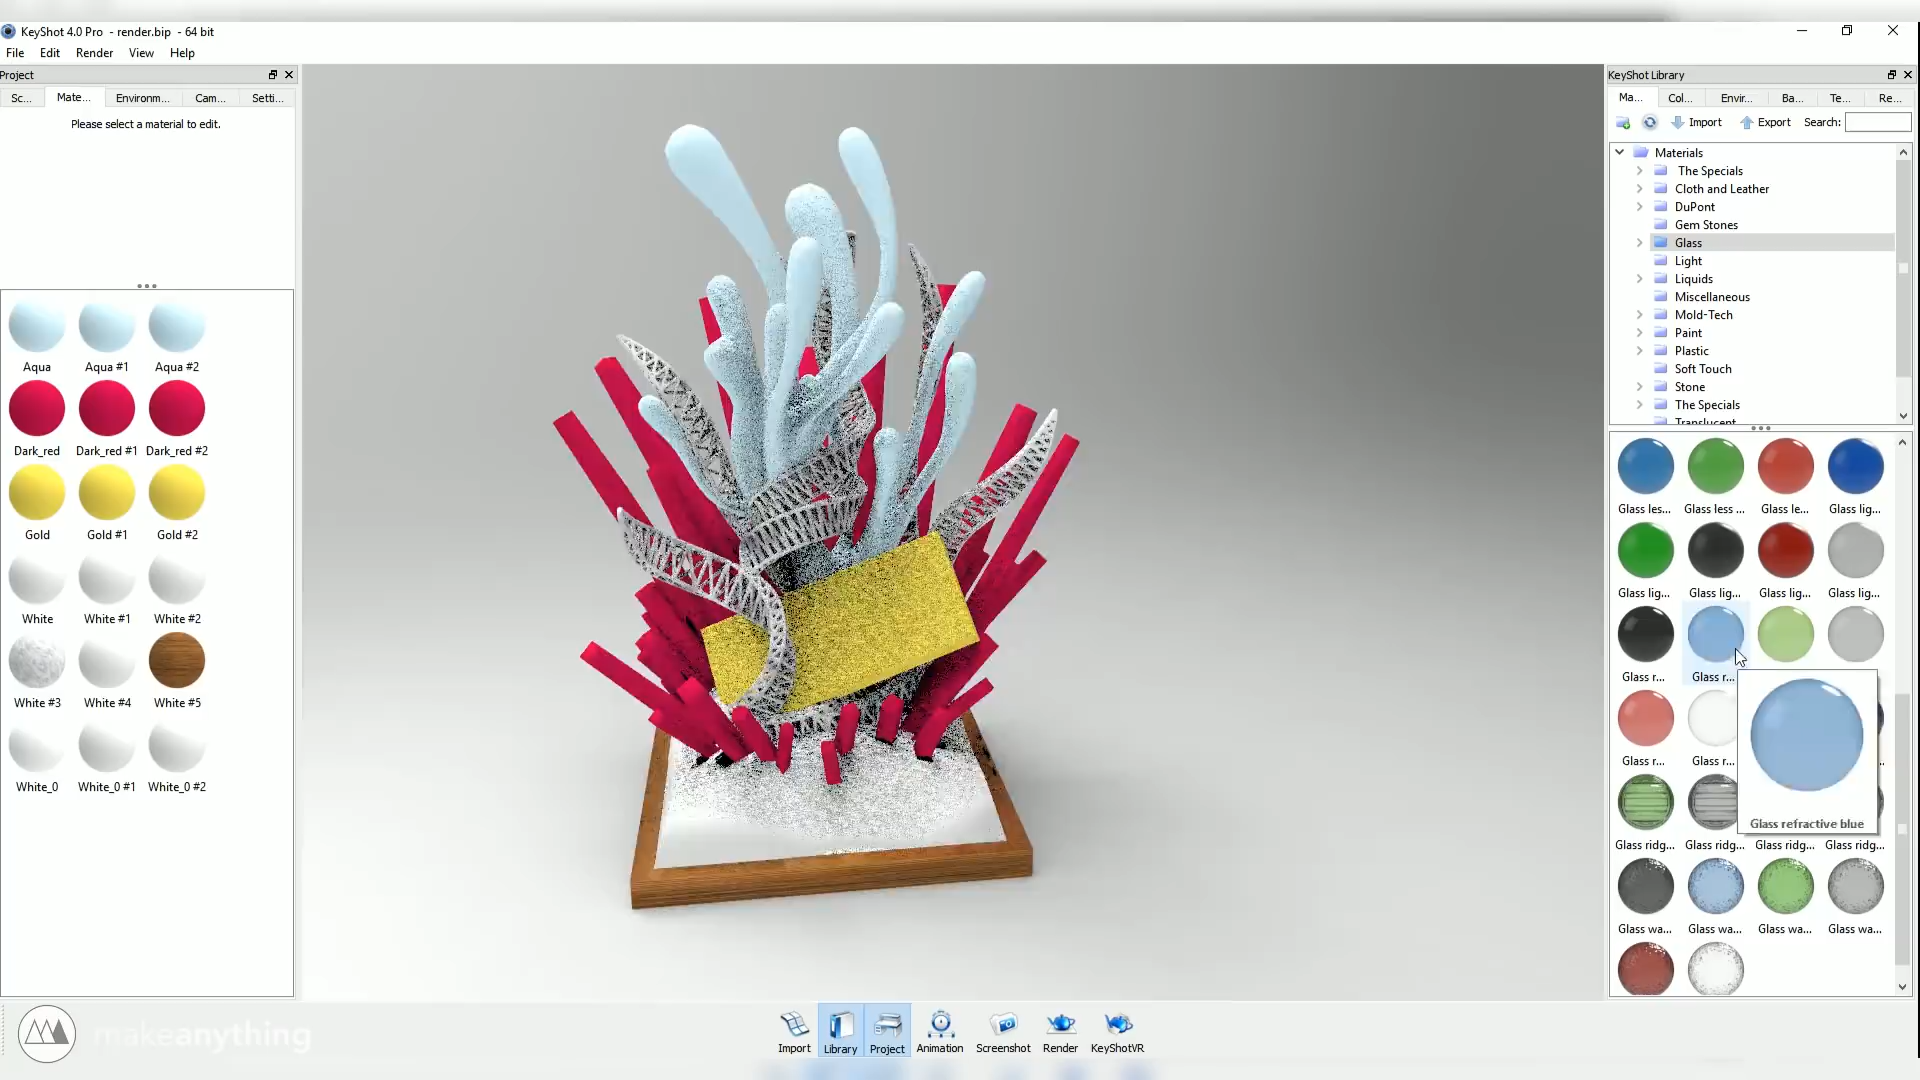 KeyShot 4.0 Pro - render.bip - 64 bit
File Edit Render View Help
Project
Sc... Mate... Environm... Cam... Setti...
Please select a material to edit.
Aqua Aqua #1 Aqua #2
Dark_red Dark_red #1 Dark_red #2
Gold Gold #1 Gold #2
White White #1 White #2
White #3 White #4 White #5
White_0 White_0 #1 White_0 #2
KeyShot Library
Ma... Col... Envir... Ba... Te... Re...
Import Export Search:
Materials
The Specials
Cloth and Leather
DuPont
Gem Stones
Glass
Light
Liquids
Miscellaneous
Mold-Tech
Paint
Plastic
Soft Touch
Stone
The Specials
Translucent
Glass les... Glass less ... Glass le... Glass lig...
Glass lig... Glass lig... Glass lig... Glass lig...
Glass r... Glass r...
Glass r... Glass r...
Glass refractive blue
Glass ridg... Glass ridg... Glass ridg... Glass ridg...
Glass wa... Glass wa... Glass wa... Glass wa...
makeanything
Import Library Project Animation Screenshot Render KeyShotVR